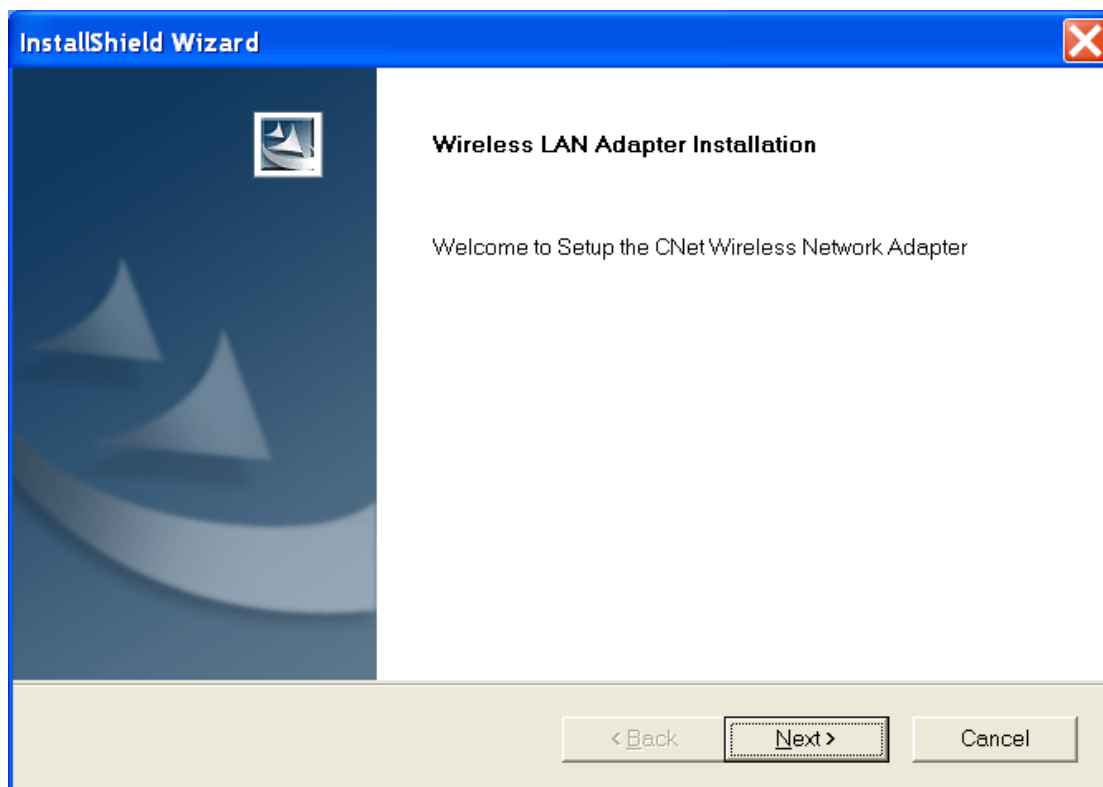 InstallShield Wizard
Wireless LAN Adapter Installation
Welcome to Setup the CNet Wireless Network Adapter
< Back
Next >
Cancel